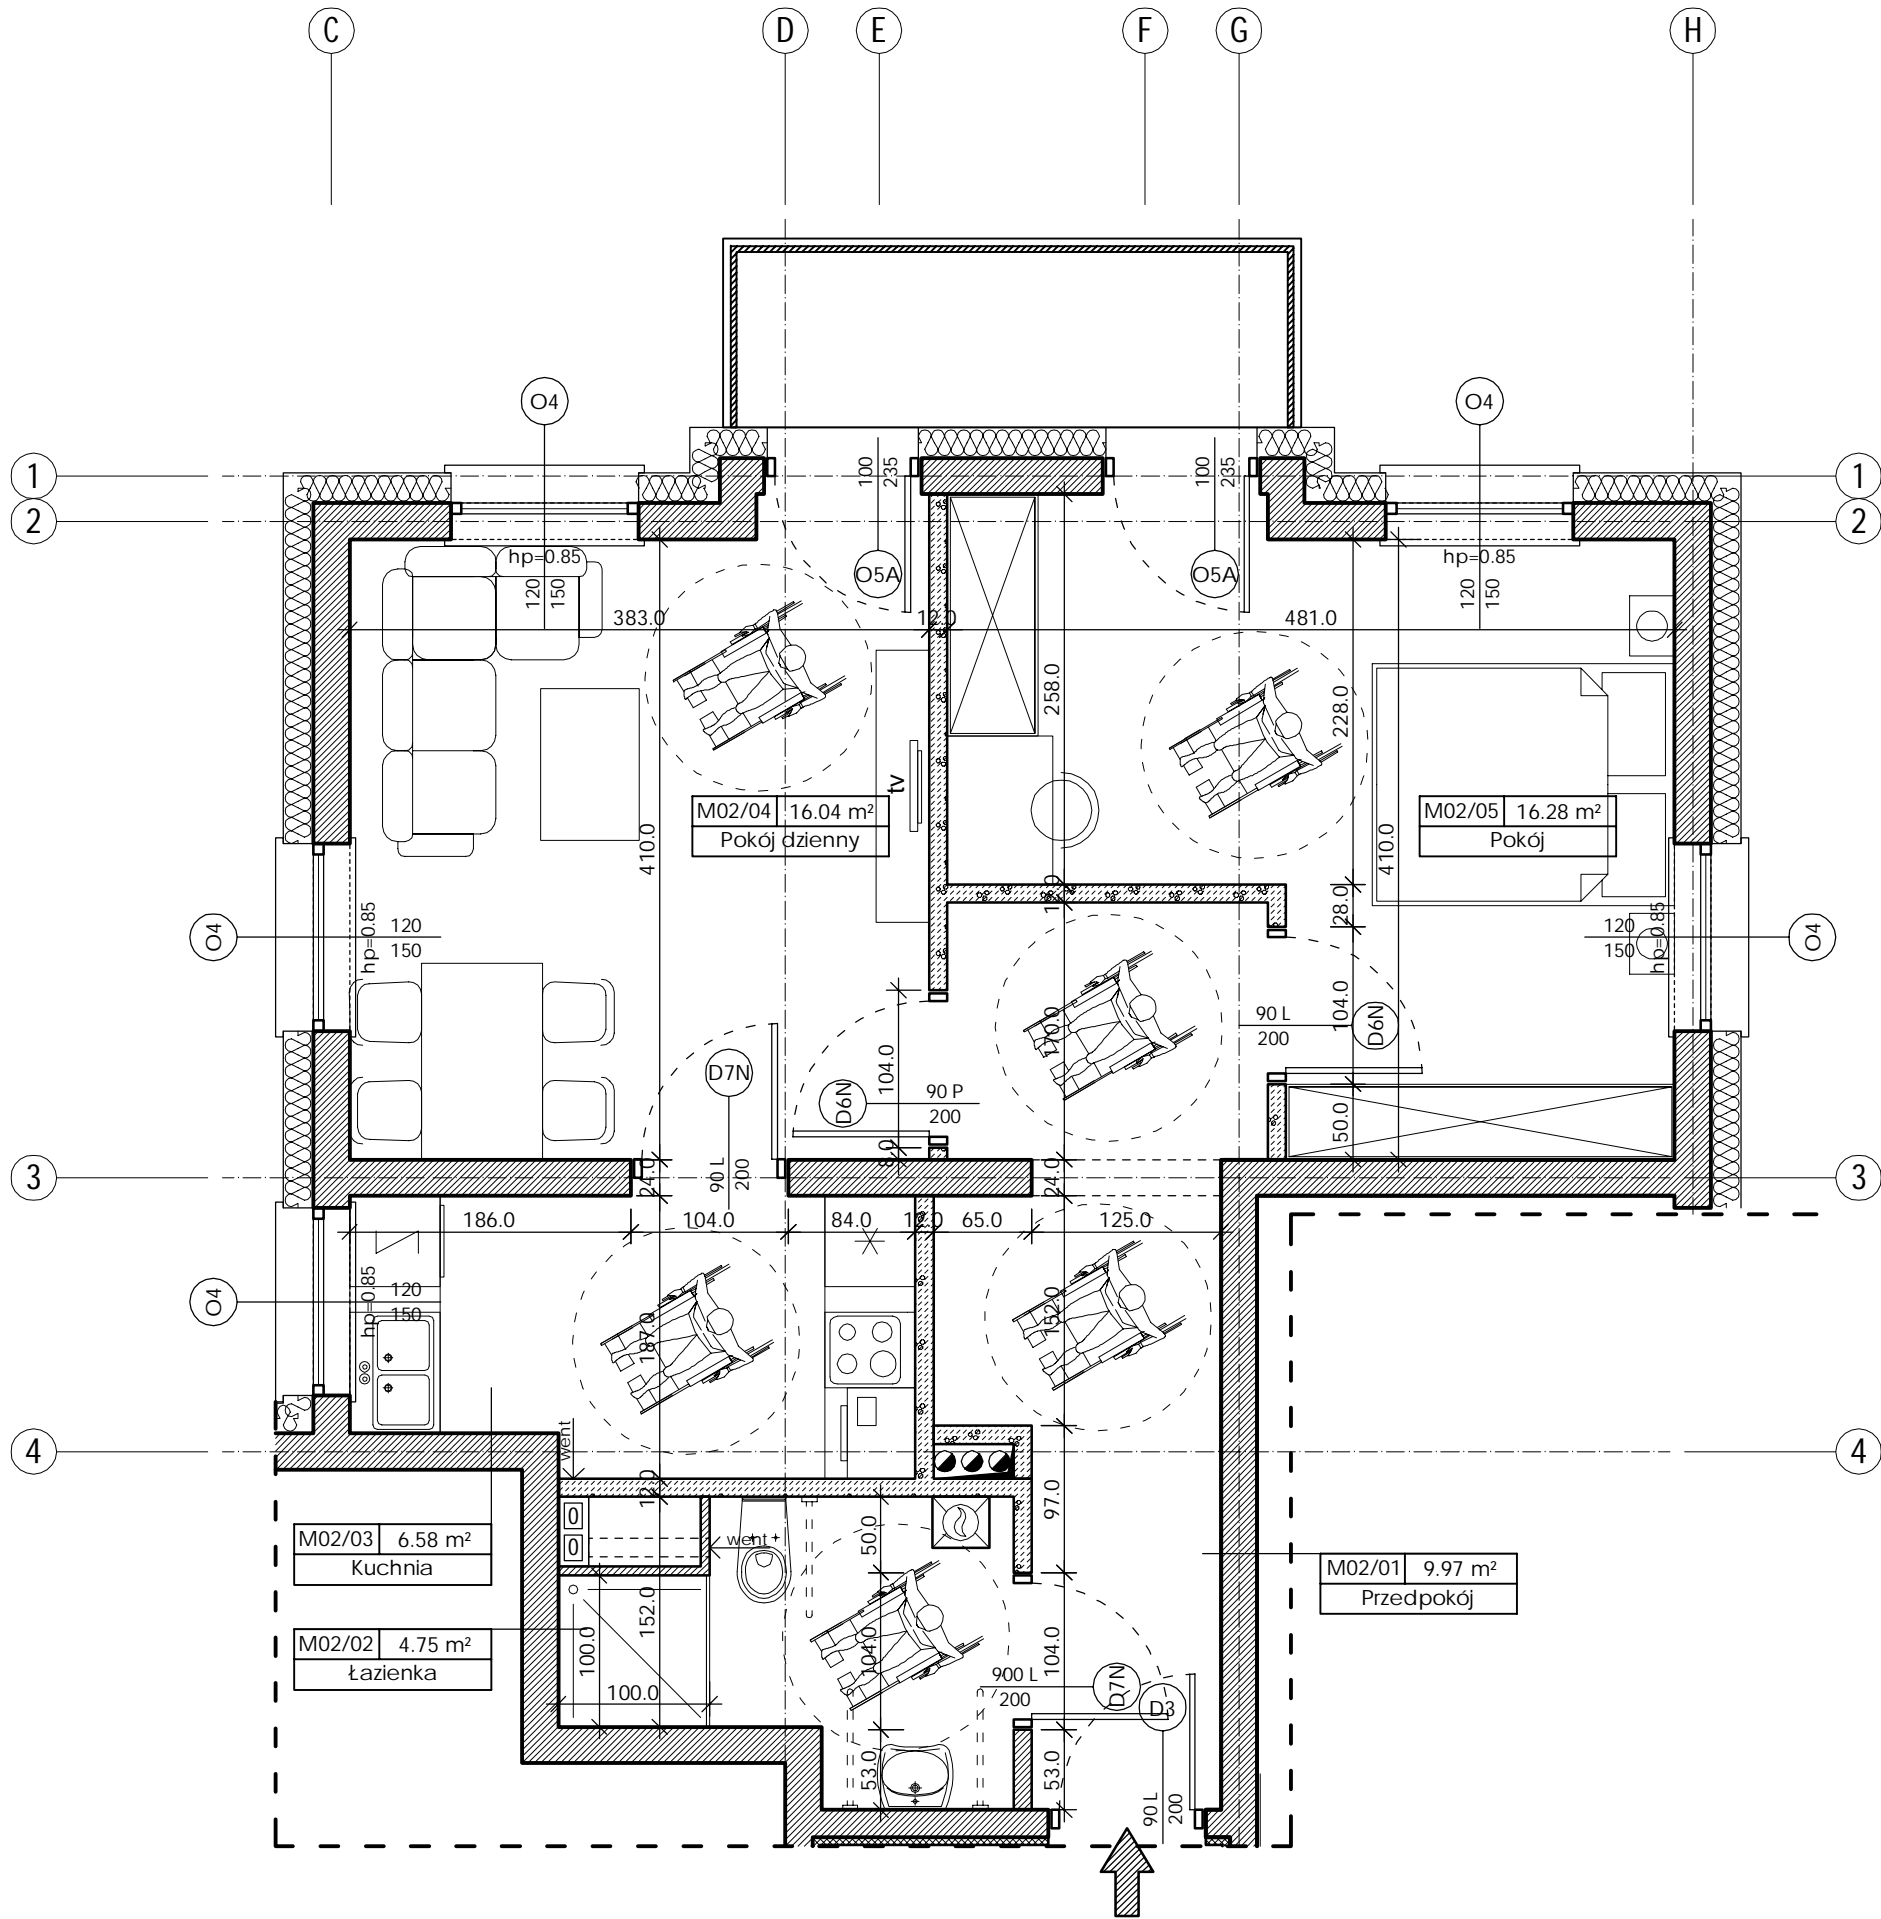 C
D
E
F
G
H
O4
O4
1
1
2
2
100
235
100
235
hp=0.85
120
150
O5A
O5A
hp=0.85
120
150
383.0
12.0
481.0
258.0
228.0
tv
M02/04 16.04 m²
Pokój dzienny
M02/05 16.28 m²
Pokój
410.0
410.0
28.0
O4
hp=0.85
120
150
120
150
hp=0.85
O4
170.0
104.0
90 L
200
D6N
D7N
D6N
104.0
90 P
200
50.0
8.0
3
3
24.0
90 L
200
24.0
186.0
104.0
84.0
65.0
125.0
O4
hp=0.85
120
150
187.0
152.0
4
4
went
12.0
97.0
50.0
went
M02/03 6.58 m²
Kuchnia
M02/01 9.97 m²
Przedpokój
152.0
100.0
104.0
104.0
M02/02 4.75 m²
Łazienka
100.0
900 L
200
D7N
D3
53.0
53.0
90 L
200